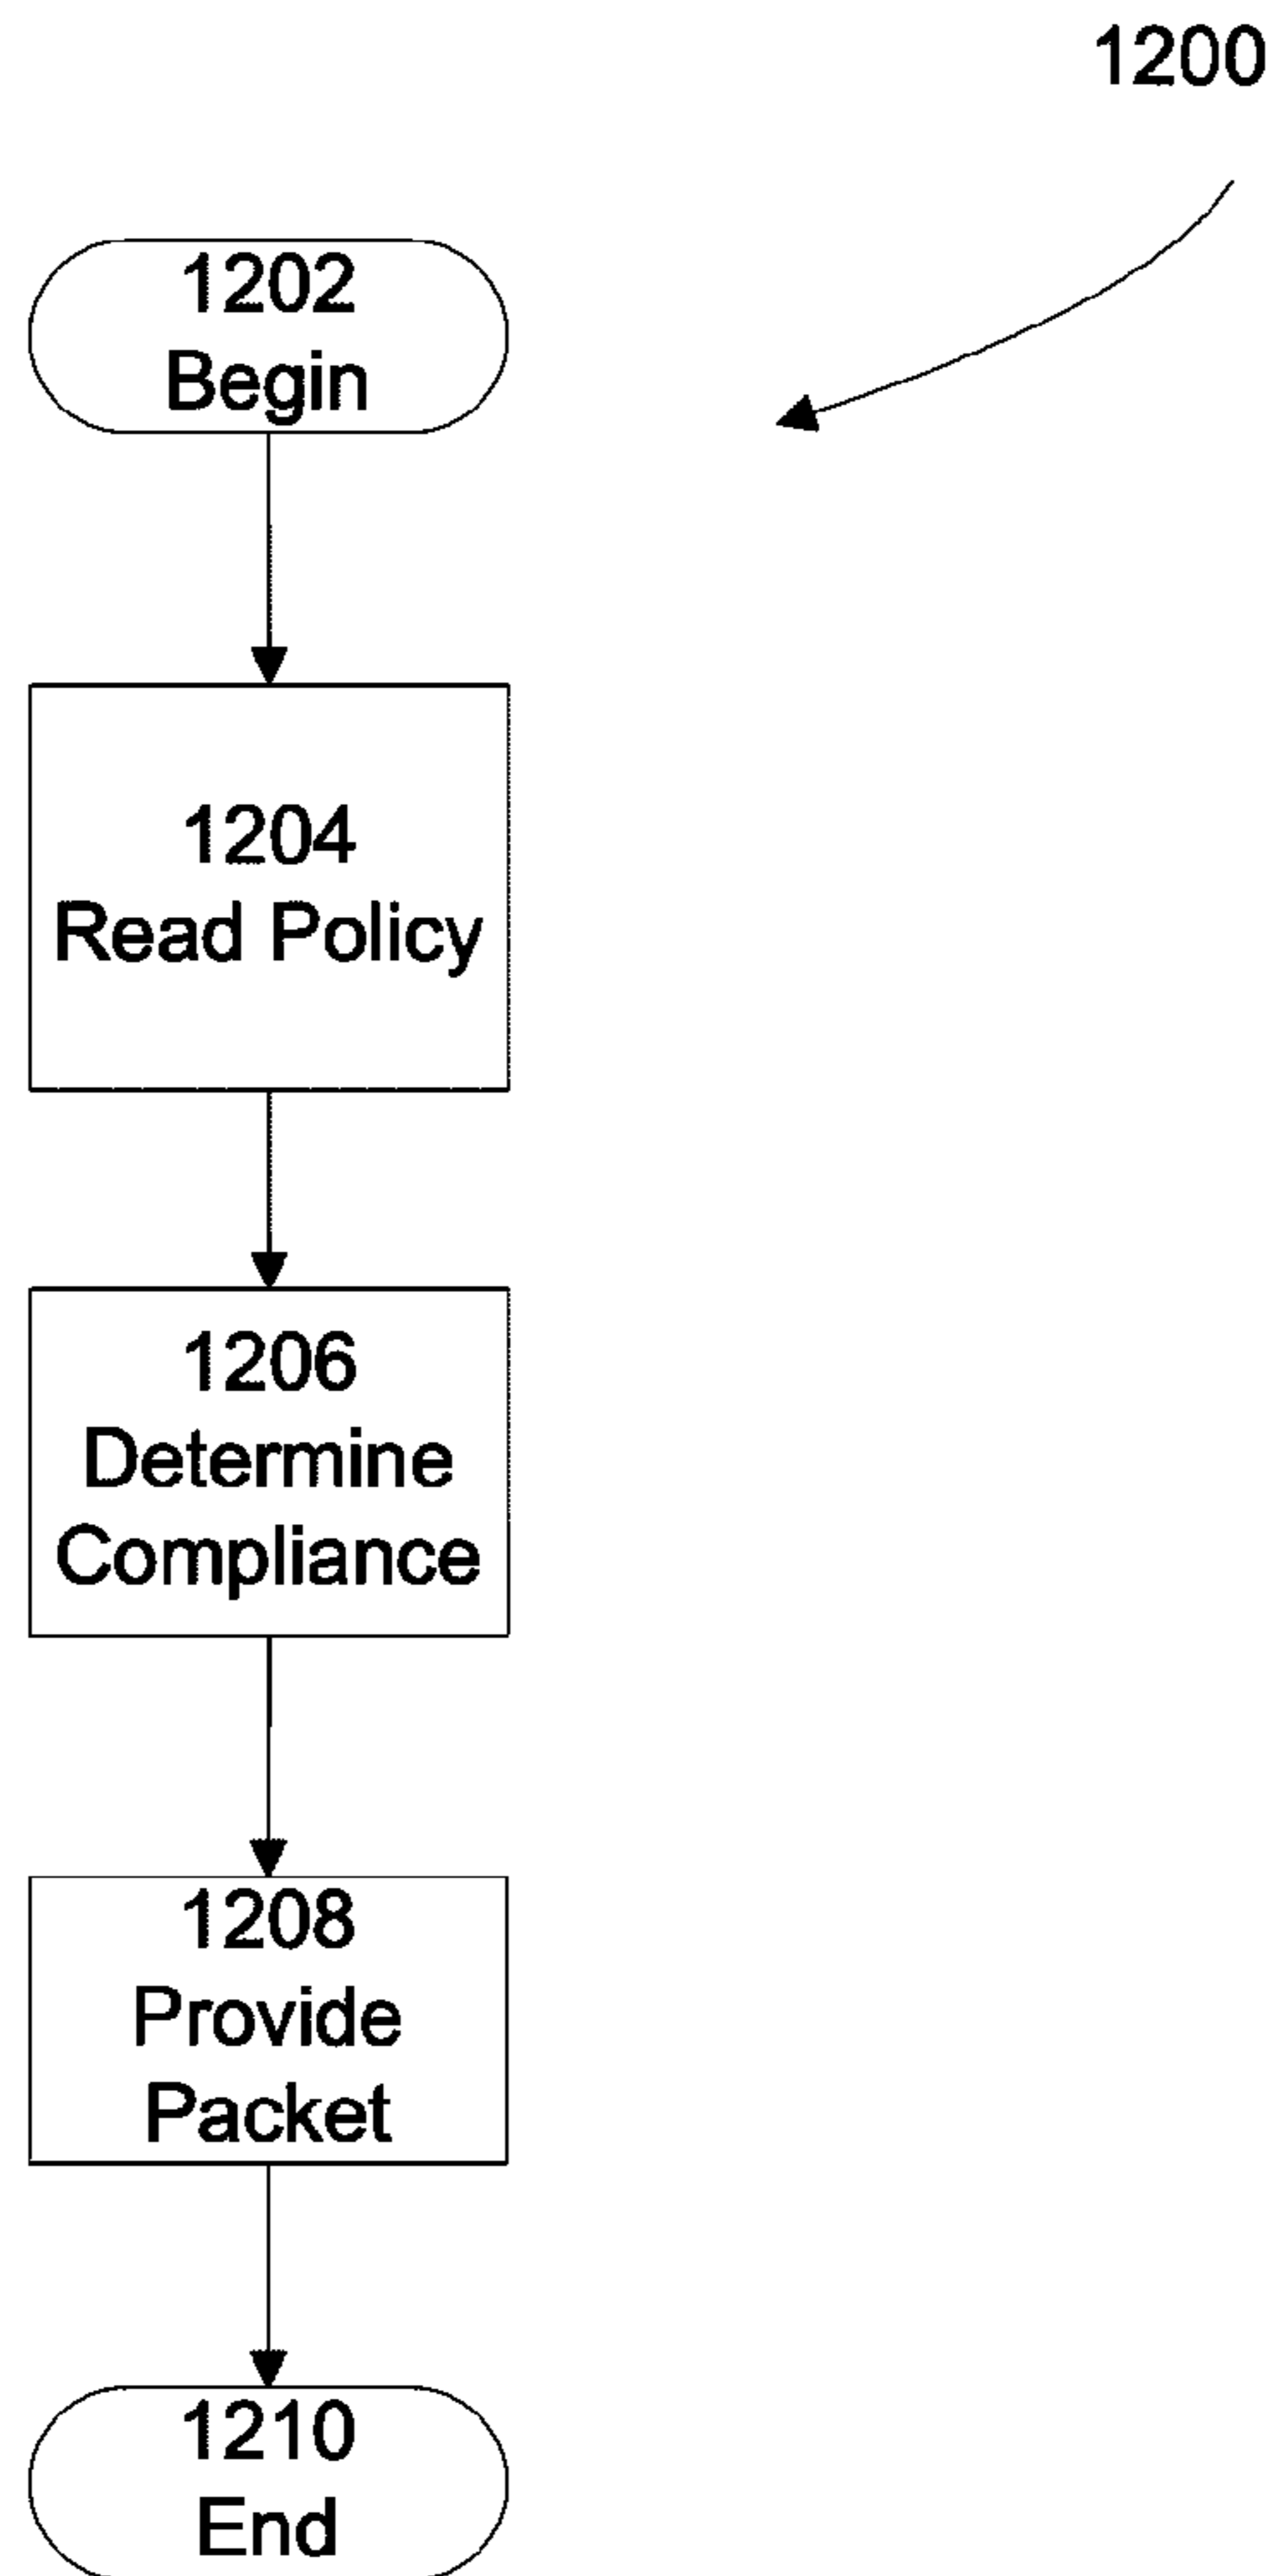 1200
1202
Begin
1204
Read Policy
1206
Determine
Compliance
1208
Provide
Packet
1210
End